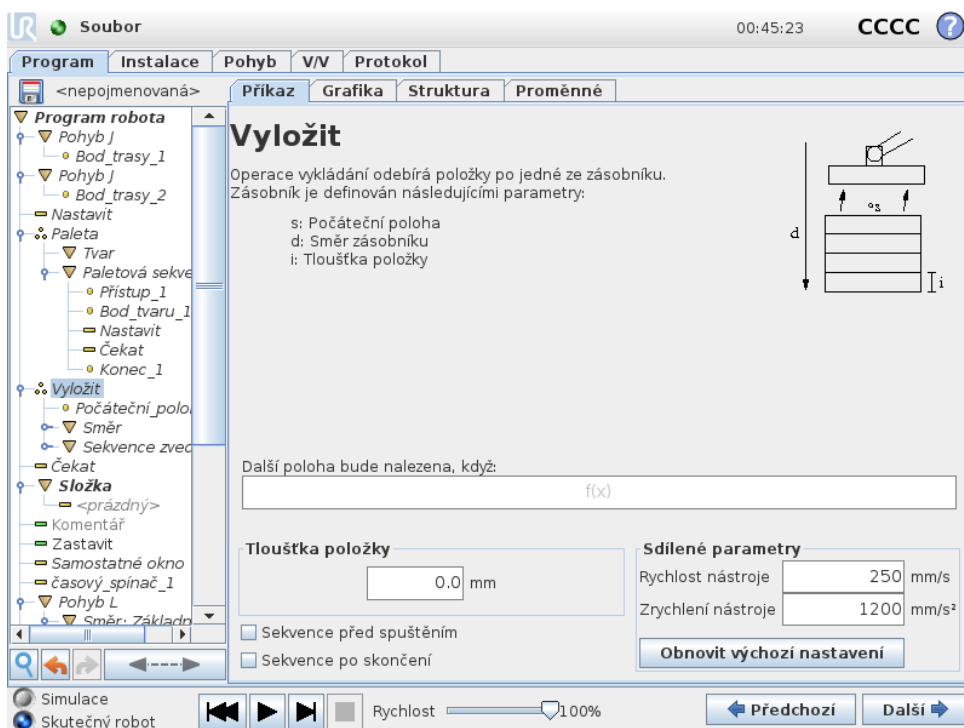 UR Soubor 00:45:23 CCCC ?
Program Instalace Pohyb V/V Protokol
<nepojmenovaná> Příkaz Grafika Struktura Proměnné
Program robota
Pohyb J
Bod_trasy_1
Pohyb J
Bod_trasy_2
Nastavit
Paleta
Tvar
Paletová sekve
Přístup_1
Bod_tvaru_1
Nastavit
Čekat
Konec_1
Vyložit
Počáteční_polo
Směr
Sekvence zved
Čekat
Složka
<prázdný>
Komentář
Zastavit
Samostatné okno
časový_spínač_1
Pohyb L
Směr: Základn
Vyložit
Operace vykládání odebírá položky po jedné ze zásobníku.
Zásobník je definován následujícími parametry:
s: Počáteční poloha
d: Směr zásobníku
i: Tloušťka položky
s
d
i
Další poloha bude nalezena, když:
f(x)
Tloušťka položky
0.0 mm
Sekvence před spuštěním
Sekvence po skončení
Sdílené parametry
Rychlost nástroje 250 mm/s
Zrychlení nástroje 1200 mm/s²
Obnovit výchozí nastavení
Simulace
Skutečný robot
Rychlost 100%
Předchozí Další